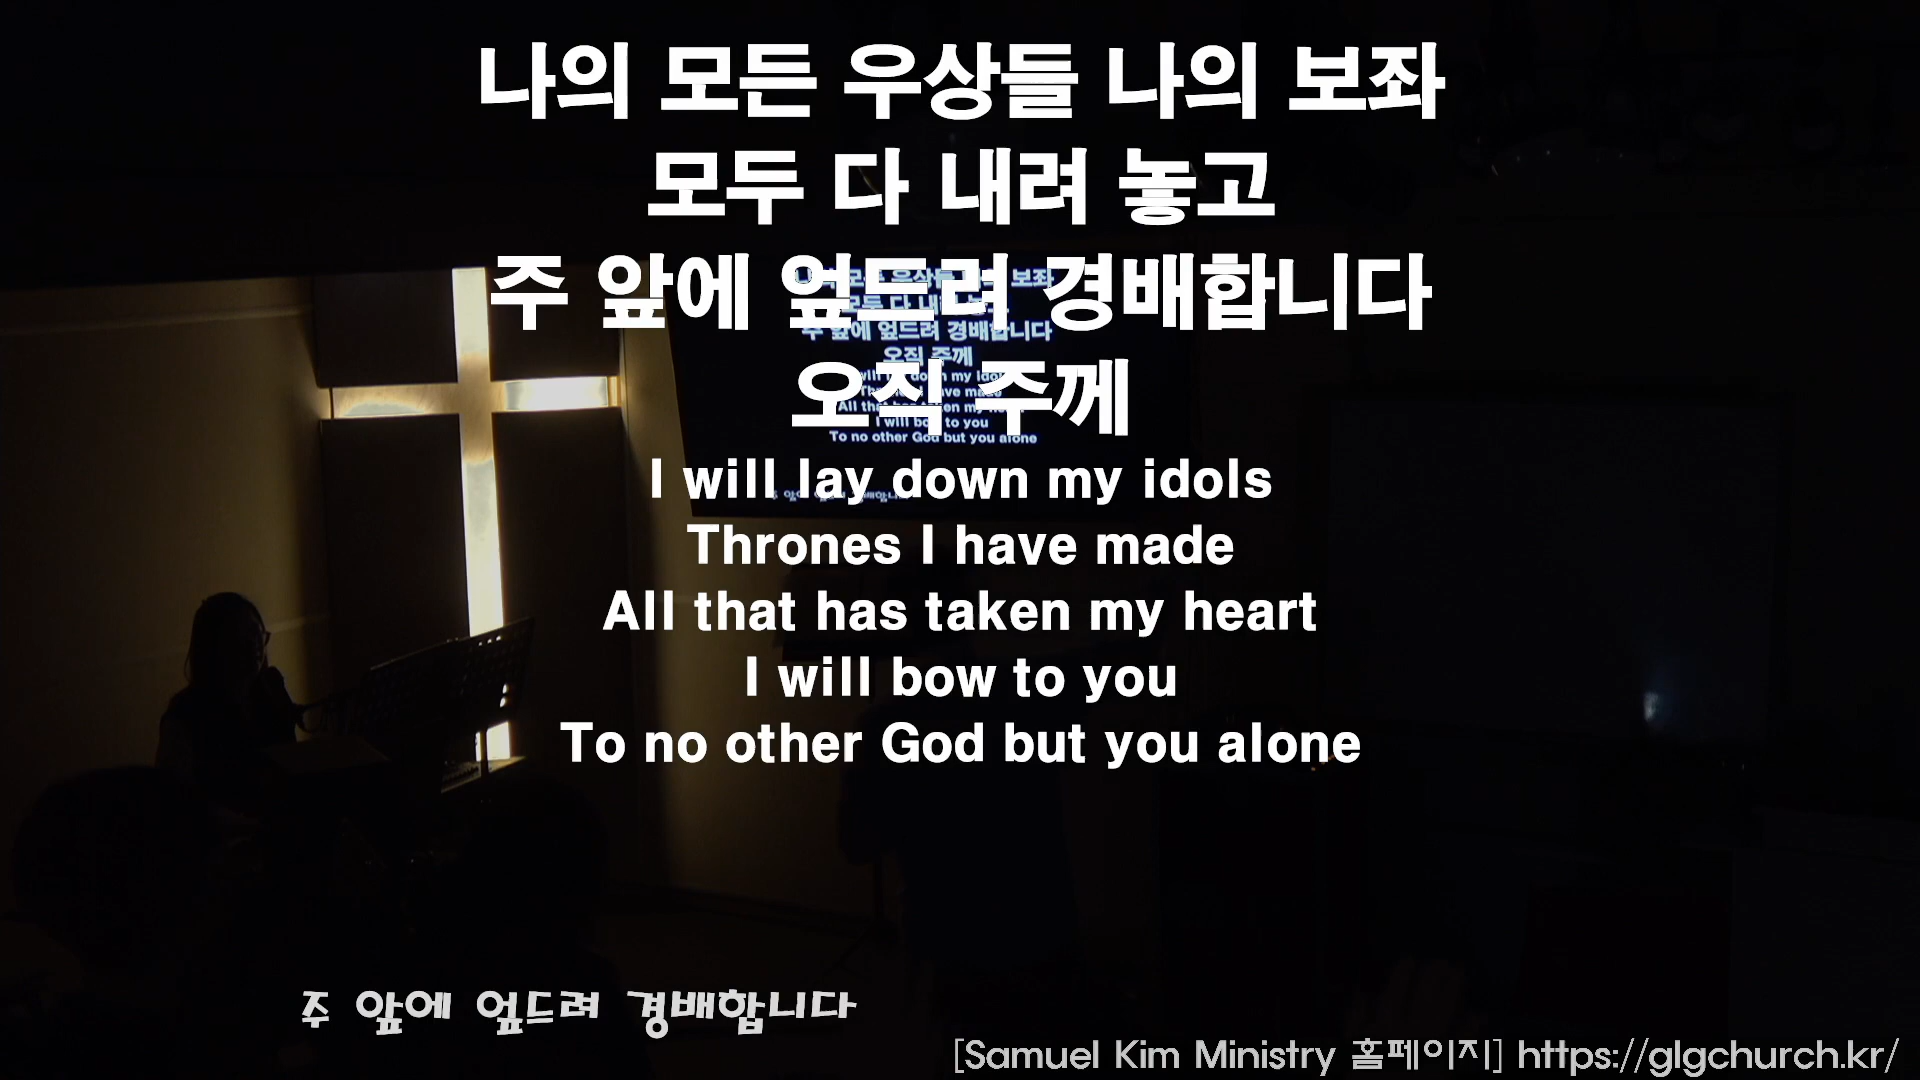 나의 모든 우상들 나의 보좌
모두 다 내려 놓고
주 앞에 엎드려 경배합니다
오직 주께
I will lay down my idols
Thrones I have made
All that has taken my heart
I will bow to you
To no other God but you alone
주 앞에 엎드려 경배합니다
[Samuel Kim Ministry 홈페이지] https://glgchurch.kr/